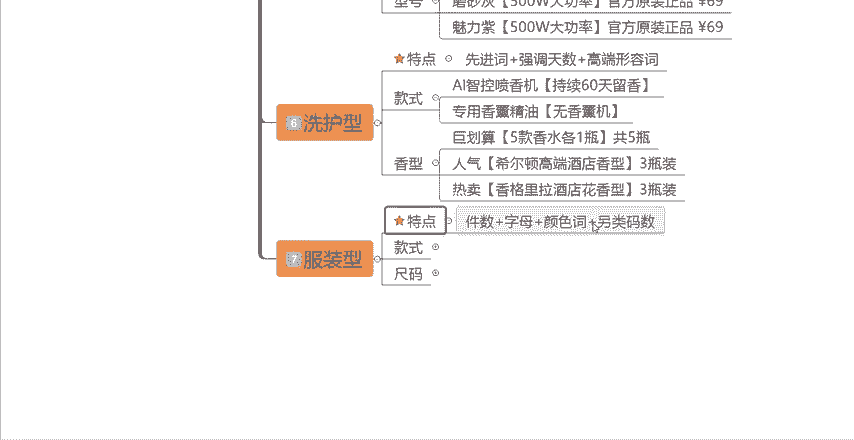 型号 磨砂灰【500W大功率】官方原装正品 ¥69
魅力紫【500W大功率】官方原装正品 ¥69
特点 先进词+强调天数+高端形容词
AI智控喷香机【持续60天留香】
款式
专用香薰精油【无香薰机】
6 洗护型
巨划算【5款香水各1瓶】共5瓶
香型 人气【希尔顿高端酒店香型】3瓶装
热卖【香格里拉酒店花香型】3瓶装
特点 件数+字母+颜色词+另类码数
款式
7 服装型
尺码